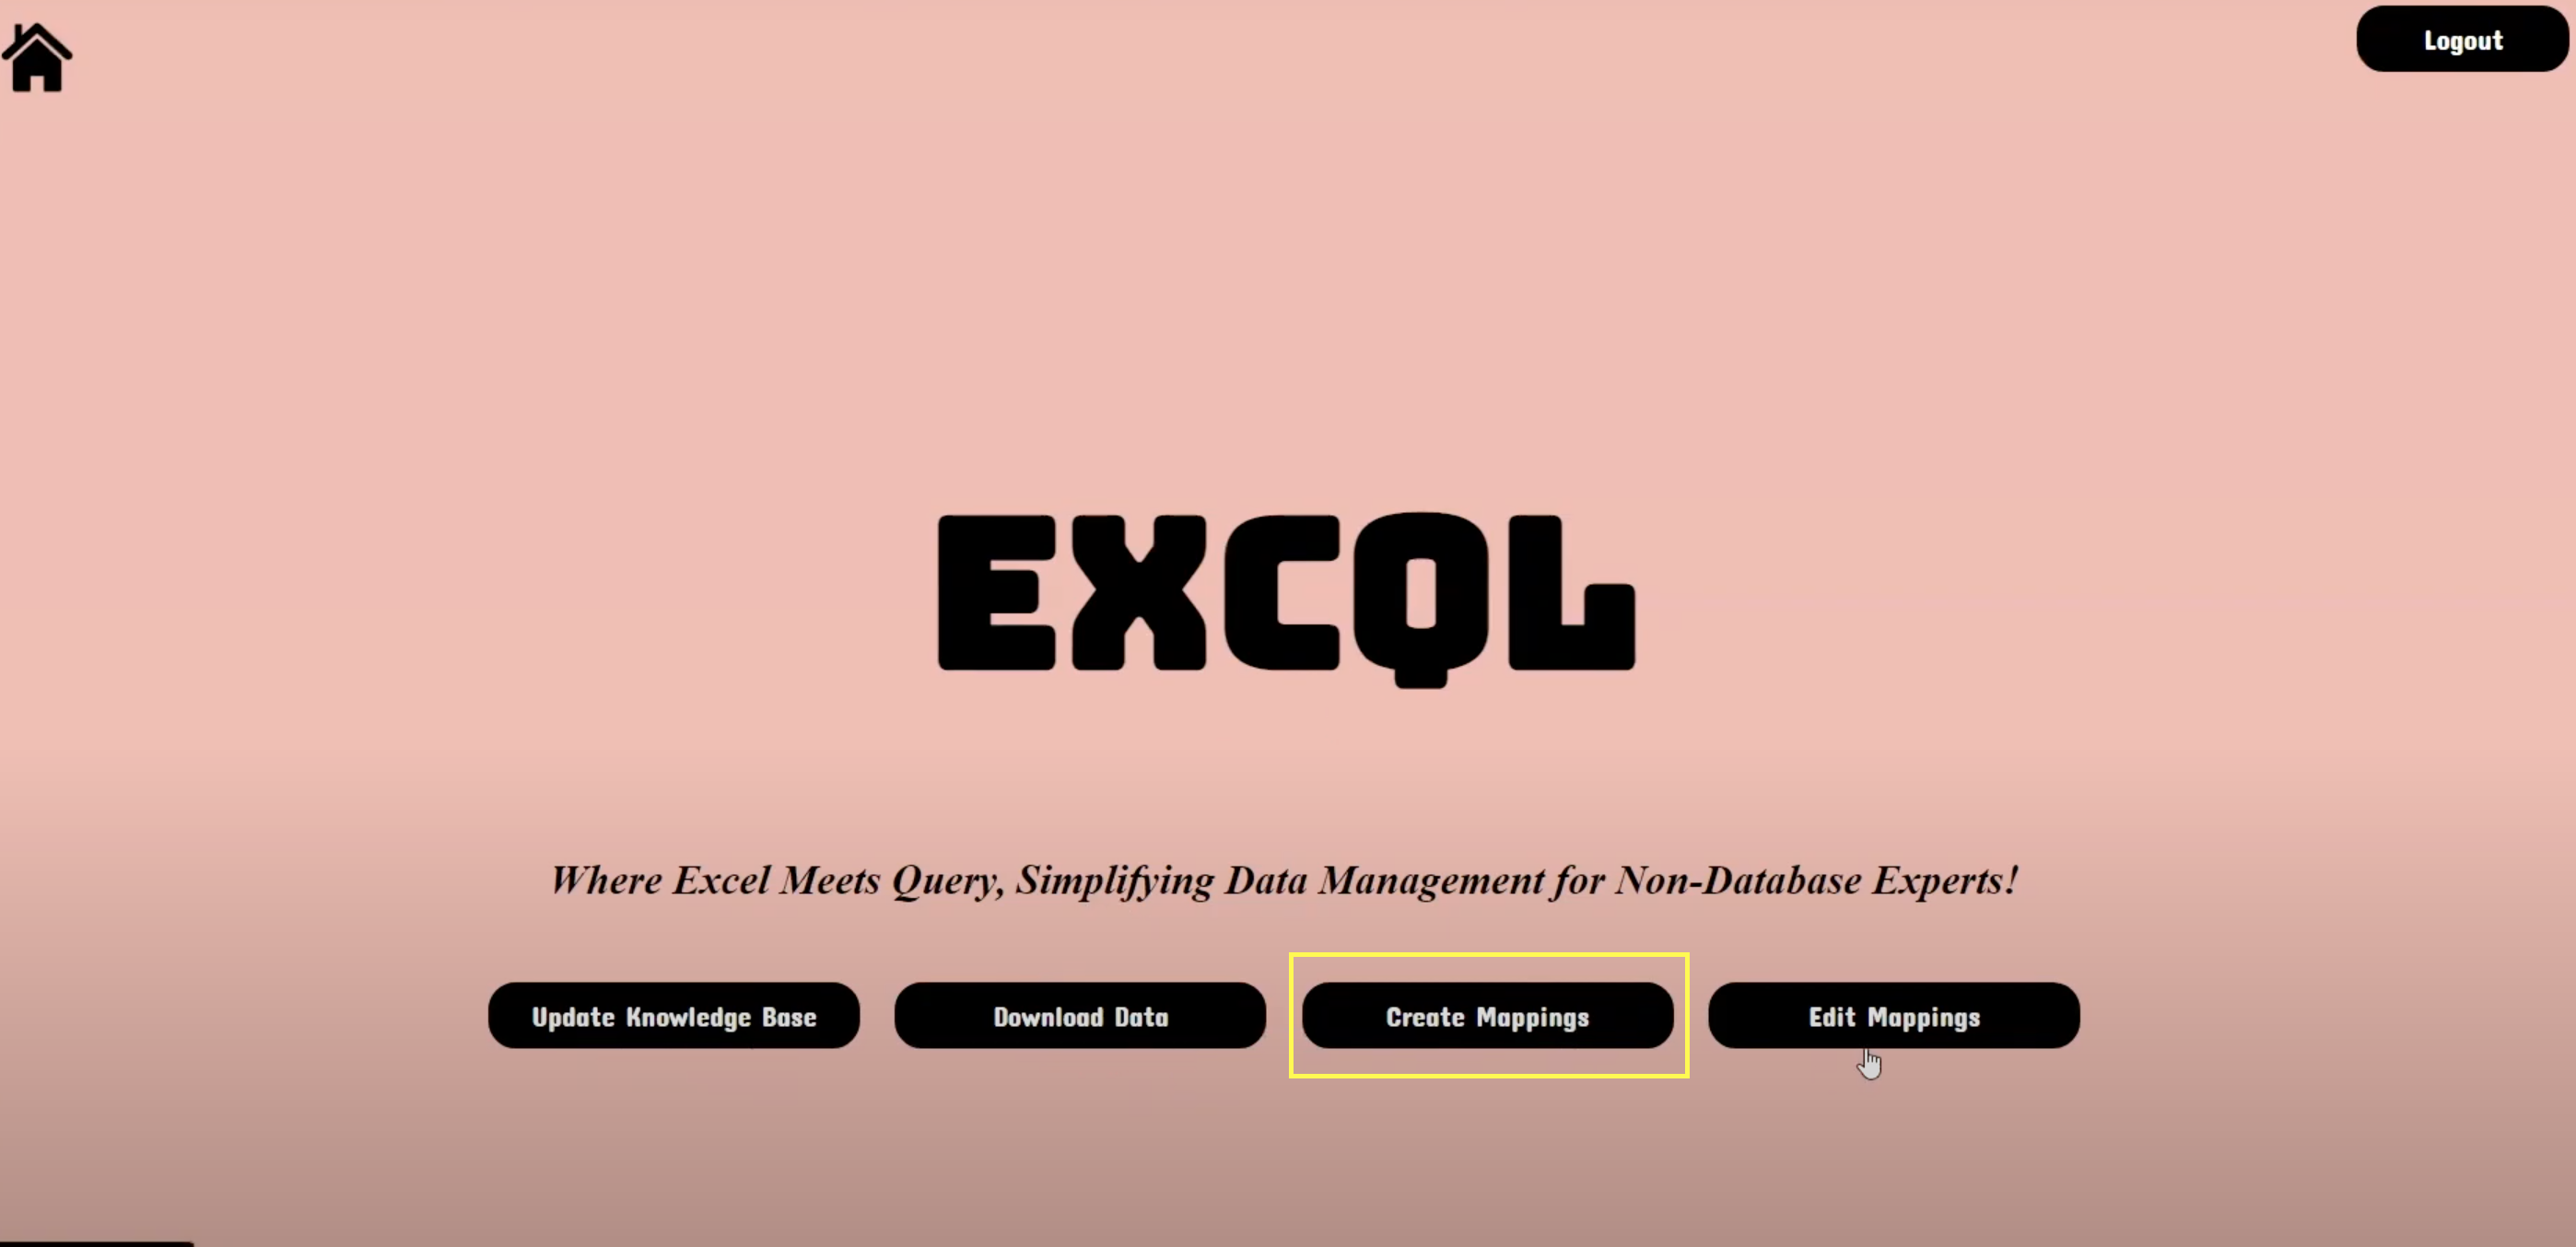 Logout
EXCQL
Where Excel Meets Query, Simplifying Data Management for Non-Database Experts!
Update Knowledge Base
Download Data
Create Mappings
Edit Mappings